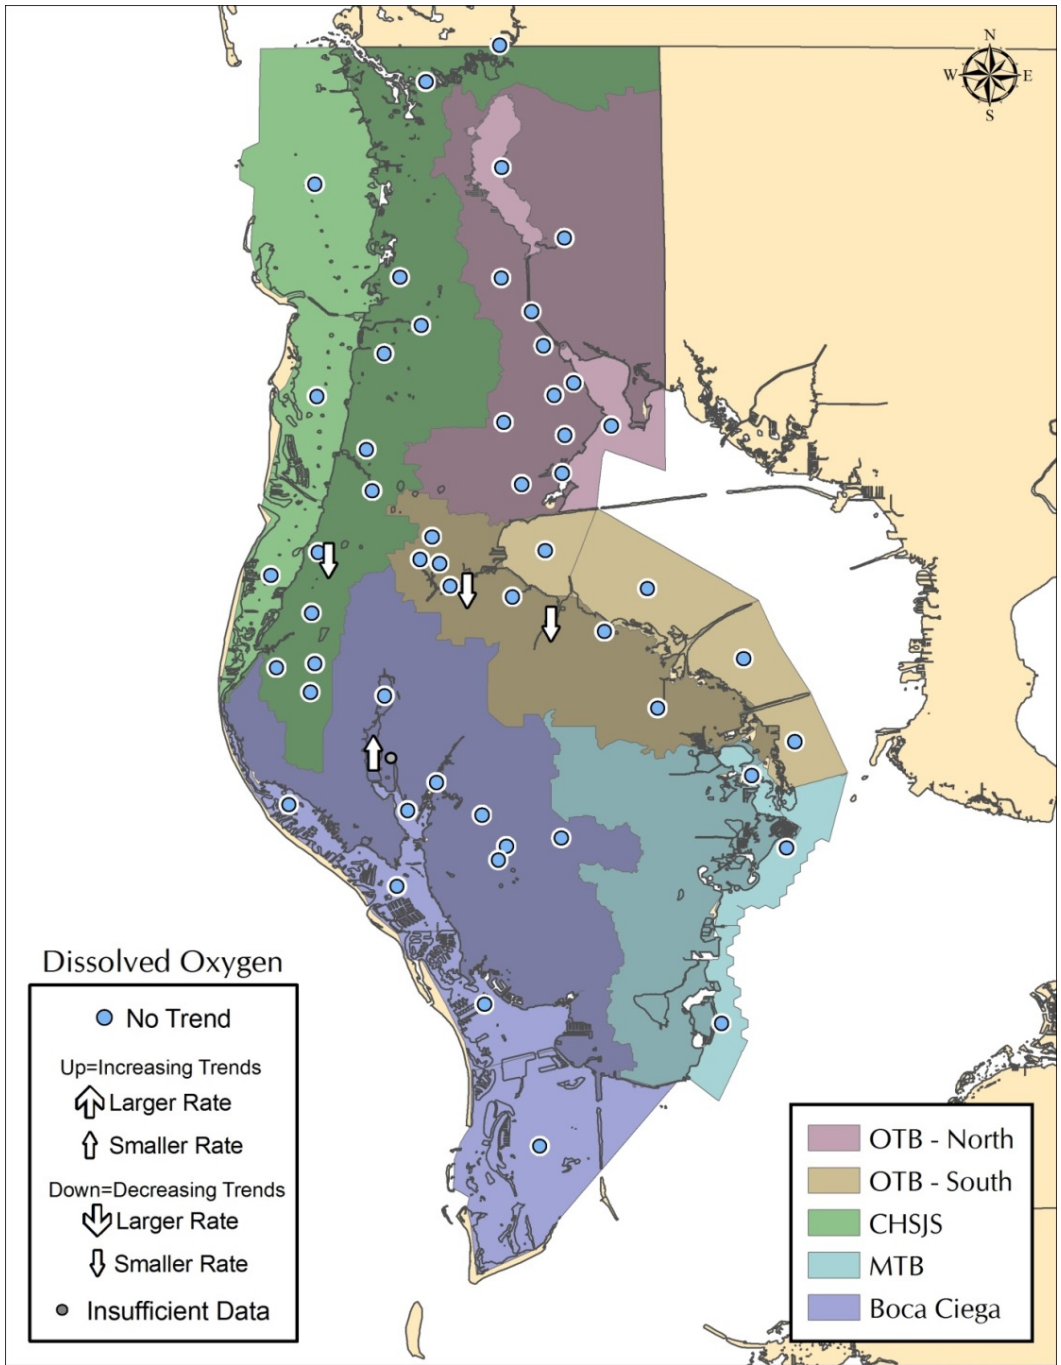 N
W E
S
Dissolved Oxygen
No Trend
Up=Increasing Trends
Larger Rate
Smaller Rate
Down=Decreasing Trends
Larger Rate
Smaller Rate
Insufficient Data
OTB - North
OTB - South
CHSJS
MTB
Boca Ciega